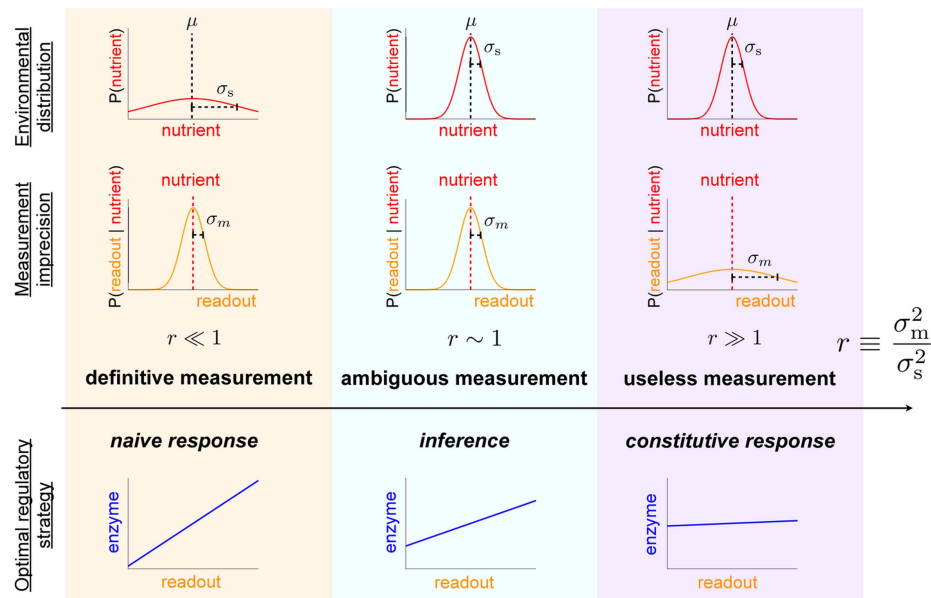 Environmental
distribution
P(nutrient)
μ
σs
nutrient
P(nutrient)
μ
σs
nutrient
P(nutrient)
μ
σs
nutrient
Measurement
imprecision
P(readout | nutrient)
nutrient
σm
readout
P(readout | nutrient)
nutrient
σm
readout
P(readout | nutrient)
nutrient
σm
readout
r ≪ 1
r ∼ 1
r ≫ 1
r ≡ σm² / σs²
definitive measurement
ambiguous measurement
useless measurement
Optimal regulatory
strategy
naive response
inference
constitutive response
enzyme
readout
enzyme
readout
enzyme
readout